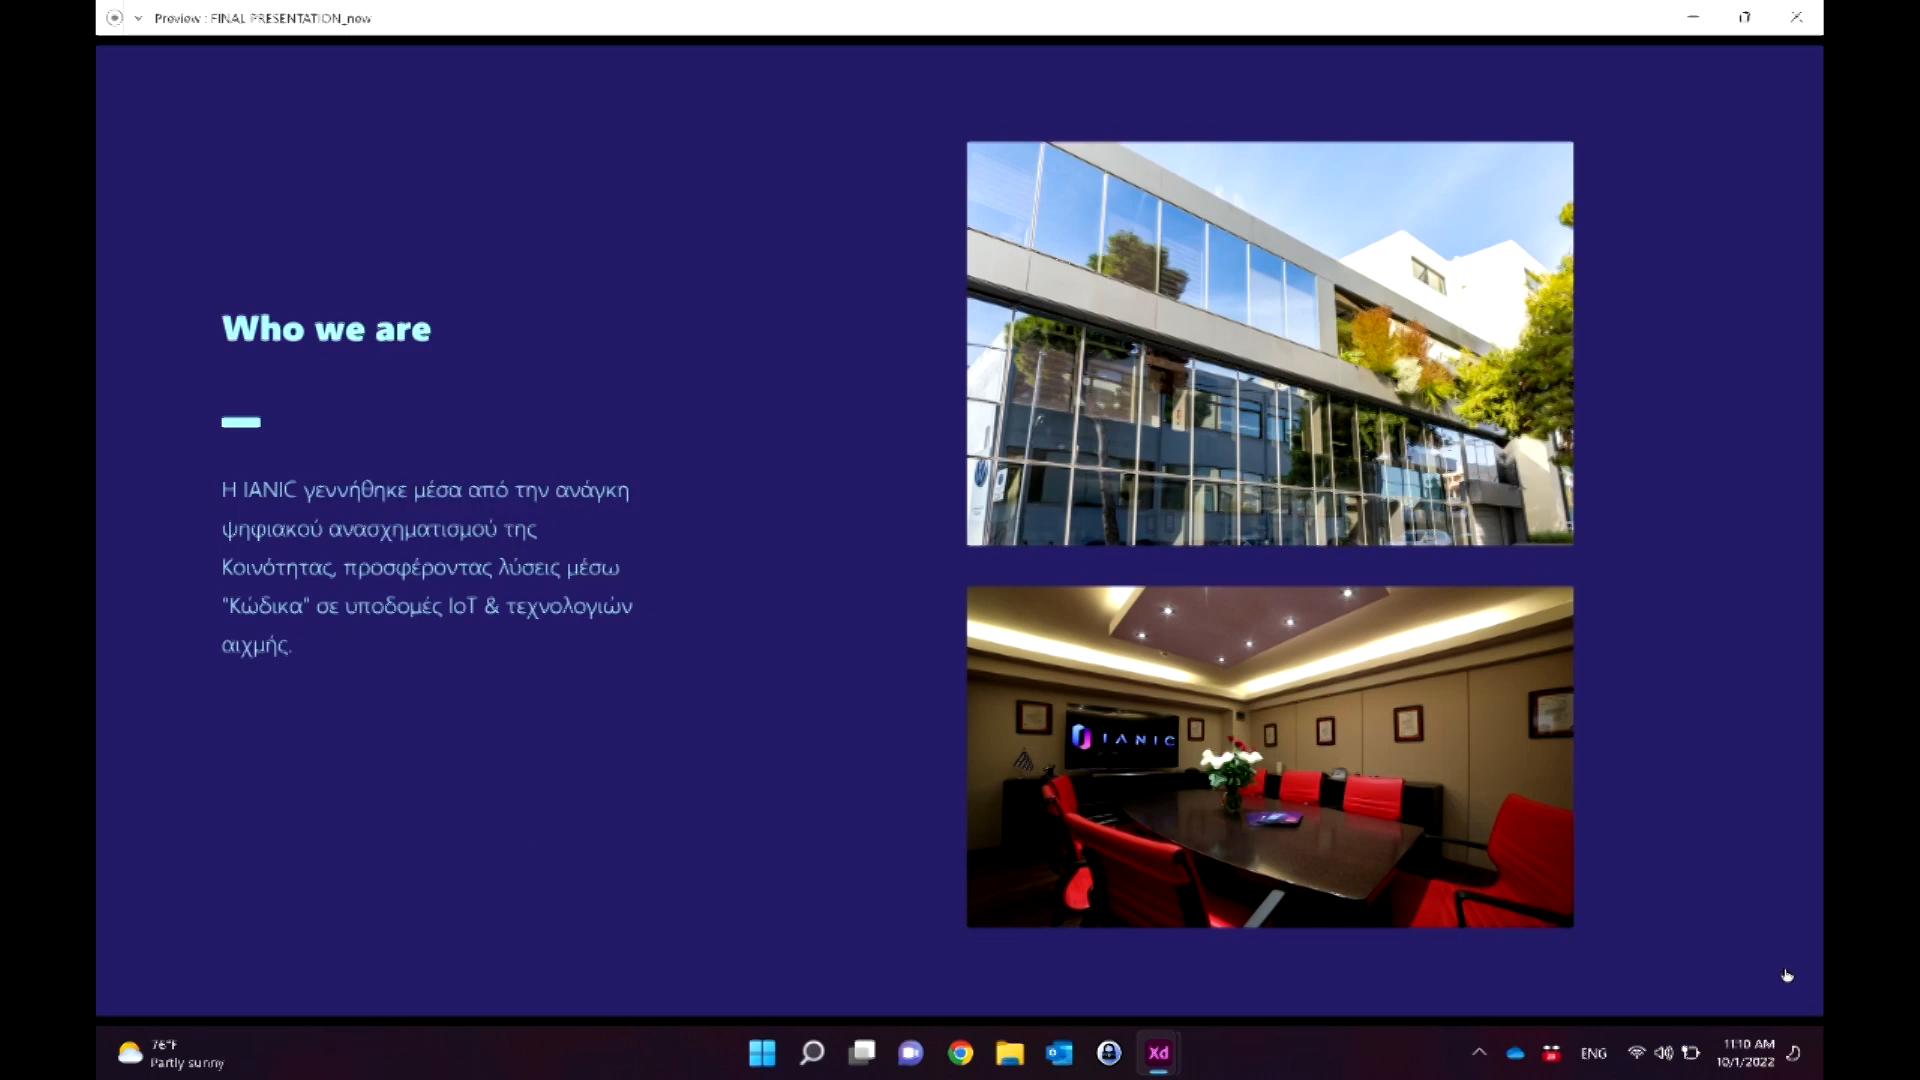 Preview : FINAL PRESENTATION_new
Who we are
Η IANIC γεννήθηκε μέσα από την ανάγκη
ψηφιακού ανασχηματισμού της
Κοινότητας, προσφέροντας λύσεις μέσω
"Κώδικα" σε υποδομές IoT & τεχνολογιών
αιχμής.
IANIC
76°F
Partly sunny
Xd
ENG
11:10 AM
10/1/2022